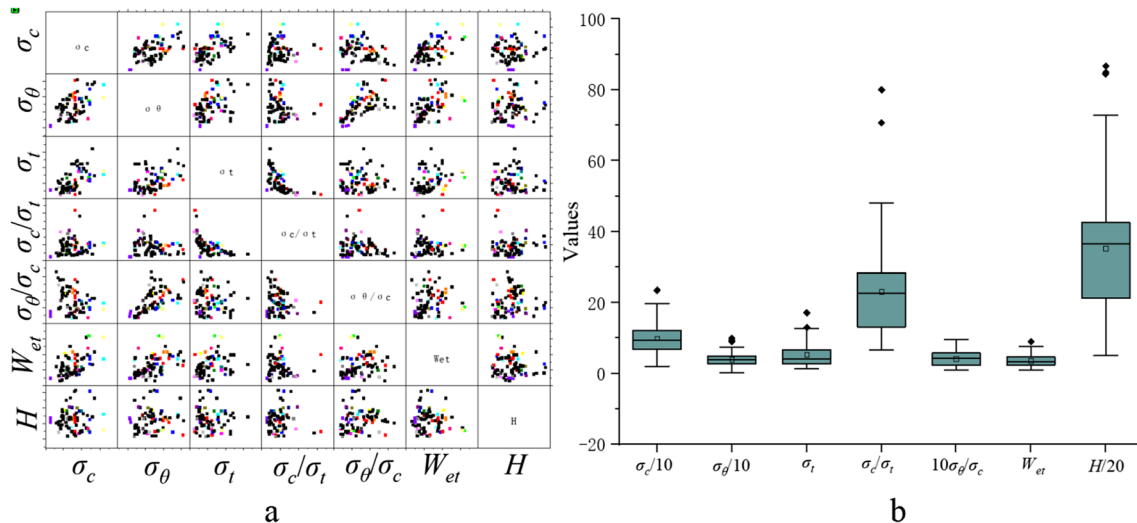 σc
σθ
σt
σc/σt
σθ/σc
Wet
H
σ c
σ θ
σ t
σ c/ σ t
σ θ / σ c
Wet
H
σc σθ σt σc/σt σθ/σc Wet H
a
Values
100
80
60
40
20
0
-20
σc/10 σθ/10 σt σc/σt 10σθ/σc Wet H/20
b